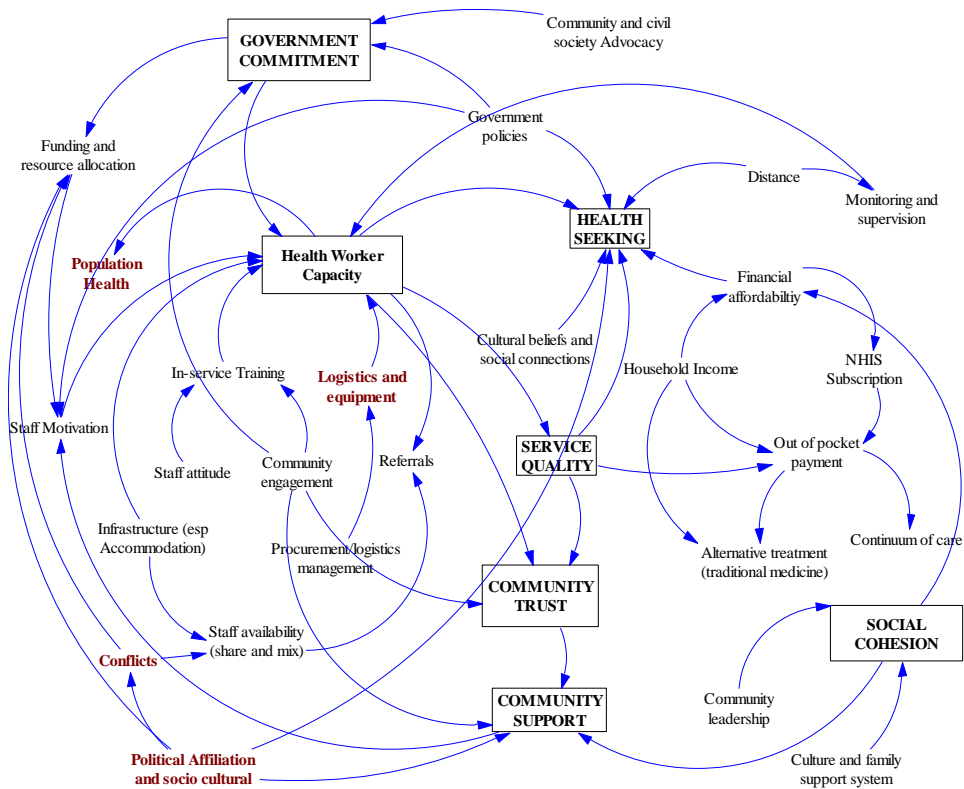 Community and civil
society Advocacy
GOVERNMENT
COMMITMENT
Government
policies
Funding and
resource allocation
Distance
Monitoring and
supervision
HEALTH
SEEKING
Population
Health
Health Worker
Capacity
Financial
affordabiltiy
Cultural beliefs and
social connections
In-service Training
Logistics and
equipment
Household Income
NHIS
Subscription
Staff Motivation
Staff attitude
Community
engagement
Referrals
SERVICE
QUALITY
Out of pocket
payment
Infrastructure (esp
Accommodation)
Procurement/logistics
management
Alternative treatment
(traditional medicine)
Continuum of care
COMMUNITY
TRUST
Staff availability
(share and mix)
SOCIAL
COHESION
Conflicts
COMMUNITY
SUPPORT
Community
leadership
Political Affiliation
and socio cultural
Culture and family
support system